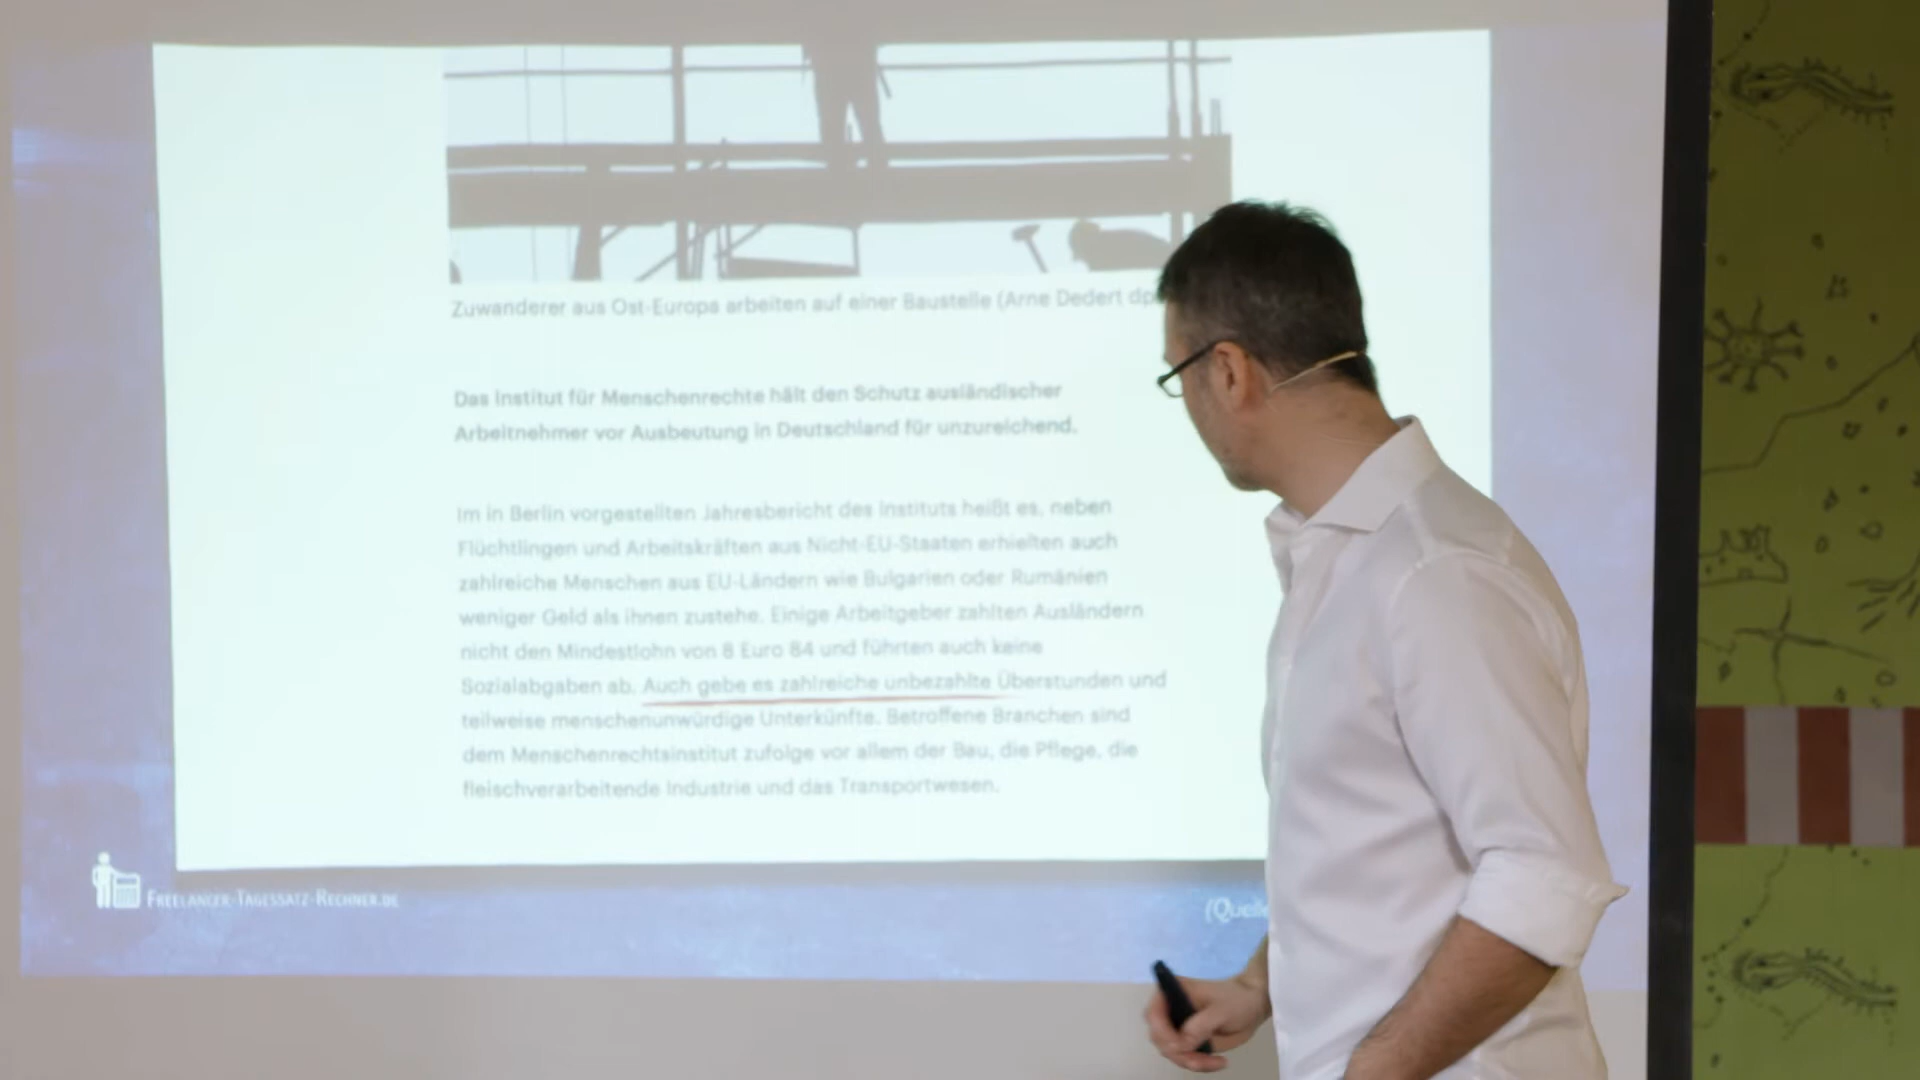 Zuwanderer aus Ost-Europa arbeiten auf einer Baustelle (Arne Dedert dp
Das Institut für Menschenrechte hält den Schutz ausländischer
Arbeitnehmer vor Ausbeutung in Deutschland für unzureichend.
Im in Berlin vorgestellten Jahresbericht des Instituts heißt es, neben
Flüchtlingen und Arbeitskräften aus Nicht-EU-Staaten erhielten auch
zahlreiche Menschen aus EU-Ländern wie Bulgarien oder Rumänien
weniger Geld als ihnen zustehe. Einige Arbeitgeber zahlten Ausländern
nicht den Mindestlohn von 8 Euro 84 und führten auch keine
Sozialabgaben ab. Auch gebe es zahlreiche unbezahlte Überstunden und
teilweise menschenunwürdige Unterkünfte. Betroffene Branchen sind
dem Menschenrechtsinstitut zufolge vor allem der Bau, die Pflege, die
fleischverarbeitende Industrie und das Transportwesen.
Freelancer-Tagessatz-Rechner.de
(Quelle